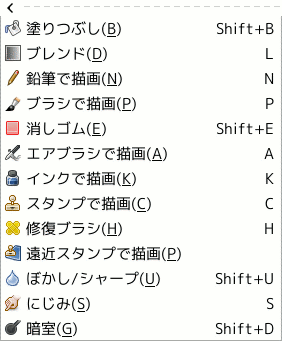 塗りつぶし(B) Shift+B
ブレンド(D) L
鉛筆で描画(N) N
ブラシで描画(P) P
消しゴム(E) Shift+E
エアブラシで描画(A) A
インクで描画(K) K
スタンプで描画(C) C
修復ブラシ(H) H
遠近スタンプで描画(P)
ぼかし/シャープ(U) Shift+U
にじみ(S) S
暗室(G) Shift+D